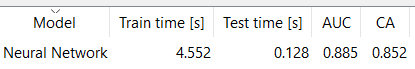 Model Train time [s] Test time [s] AUC CA
Neural Network 4.552 0.128 0.885 0.852